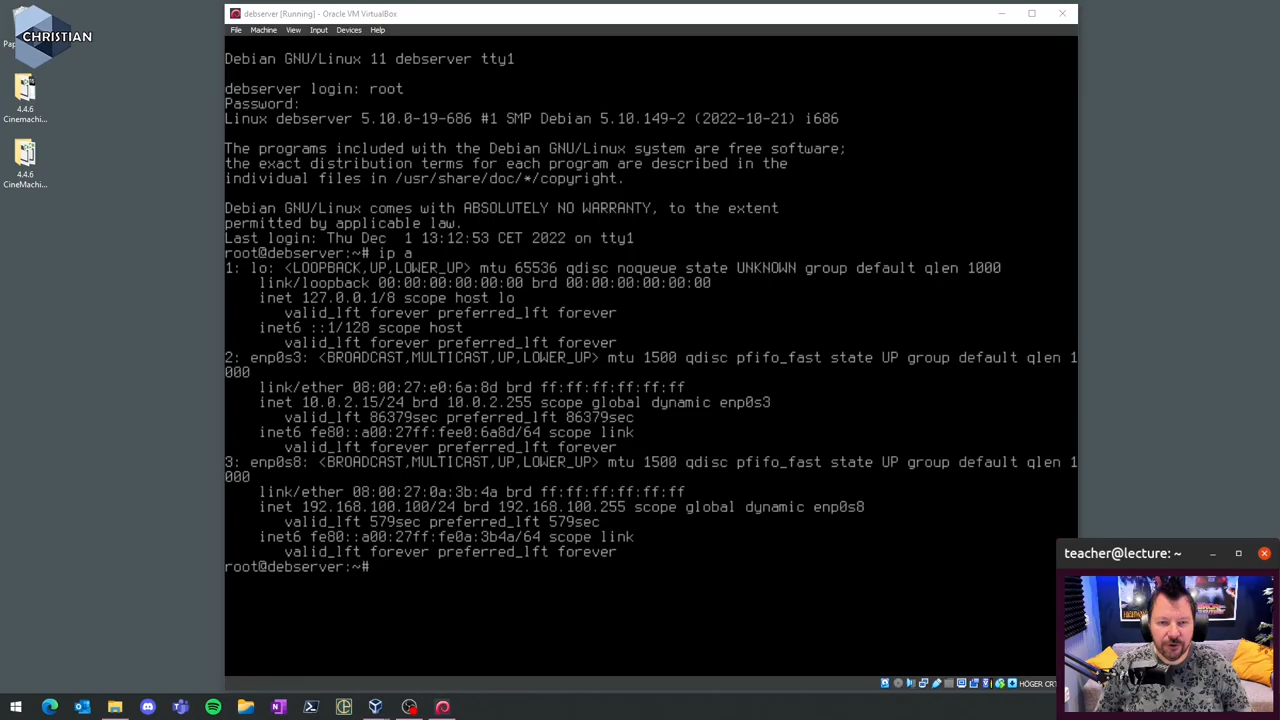 debserver [Running] - Oracle VM VirtualBox
File Machine View Input Devices Help
CHRISTIAN
Pap
4.4.6
Cinemachi...
4.4.6
CineMachi...
Debian GNU/Linux 11 debserver tty1
debserver login: root
Password:
Linux debserver 5.10.0-19-686 #1 SMP Debian 5.10.149-2 (2022-10-21) i686
The programs included with the Debian GNU/Linux system are free software;
the exact distribution terms for each program are described in the
individual files in /usr/share/doc/*/copyright.
Debian GNU/Linux comes with ABSOLUTELY NO WARRANTY, to the extent
permitted by applicable law.
Last login: Thu Dec  1 13:12:53 CET 2022 on tty1
root@debserver:~# ip a
1: lo: <LOOPBACK,UP,LOWER_UP> mtu 65536 qdisc noqueue state UNKNOWN group default qlen 1000
    link/loopback 00:00:00:00:00:00 brd 00:00:00:00:00:00
    inet 127.0.0.1/8 scope host lo
       valid_lft forever preferred_lft forever
    inet6 ::1/128 scope host
       valid_lft forever preferred_lft forever
2: enp0s3: <BROADCAST,MULTICAST,UP,LOWER_UP> mtu 1500 qdisc pfifo_fast state UP group default qlen 1
000
    link/ether 08:00:27:e0:6a:8d brd ff:ff:ff:ff:ff:ff
    inet 10.0.2.15/24 brd 10.0.2.255 scope global dynamic enp0s3
       valid_lft 86379sec preferred_lft 86379sec
    inet6 fe80::a00:27ff:fee0:6a8d/64 scope link
       valid_lft forever preferred_lft forever
3: enp0s8: <BROADCAST,MULTICAST,UP,LOWER_UP> mtu 1500 qdisc pfifo_fast state UP group default qlen 1
000
    link/ether 08:00:27:0a:3b:4a brd ff:ff:ff:ff:ff:ff
    inet 192.168.100.100/24 brd 192.168.100.255 scope global dynamic enp0s8
       valid_lft 579sec preferred_lft 579sec
    inet6 fe80::a00:27ff:fe0a:3b4a/64 scope link
       valid_lft forever preferred_lft forever
root@debserver:~#
teacher@lecture: ~
HÖGER CRT